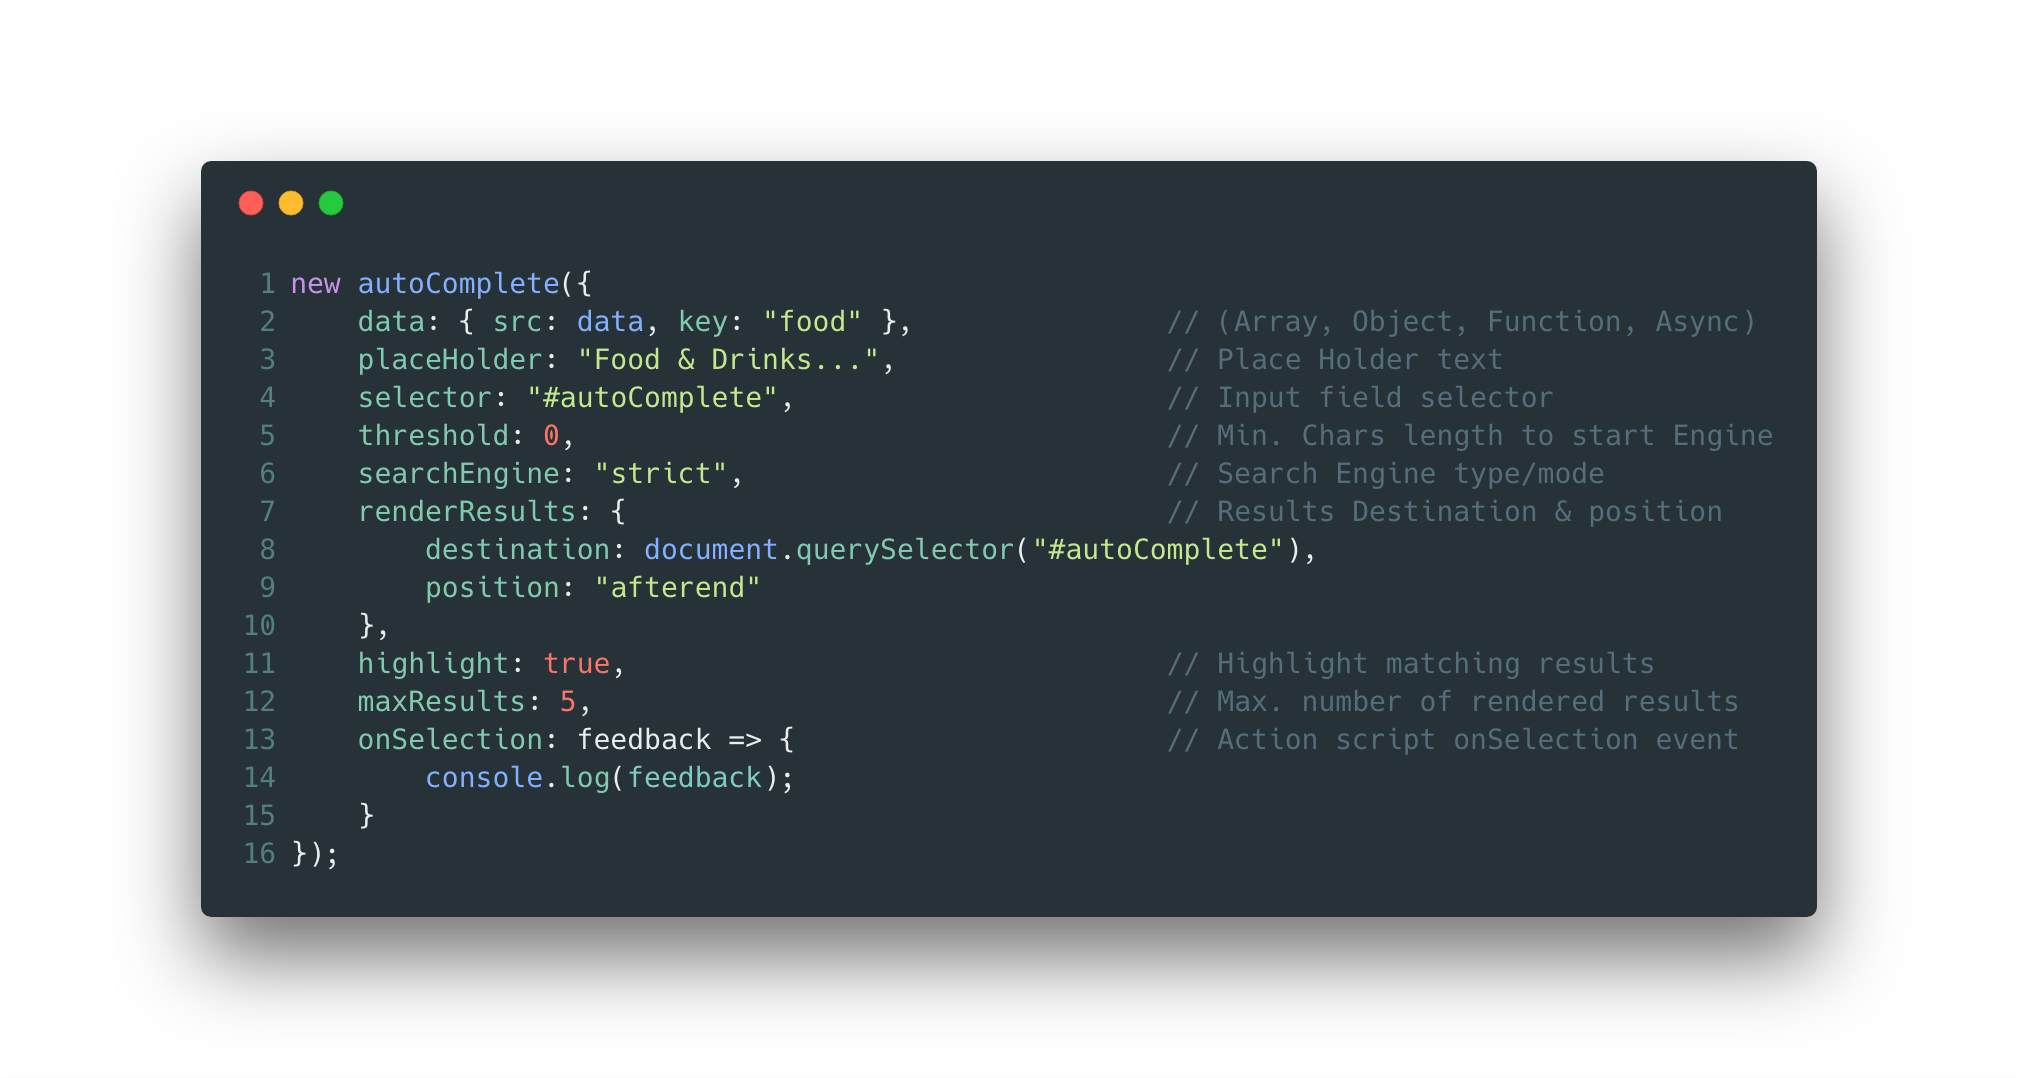 1 new autoComplete({
2     data: { src: data, key: "food" },               // (Array, Object, Function, Async)
3     placeHolder: "Food & Drinks...",                // Place Holder text
4     selector: "#autoComplete",                      // Input field selector
5     threshold: 0,                                   // Min. Chars length to start Engine
6     searchEngine: "strict",                         // Search Engine type/mode
7     renderResults: {                                // Results Destination & position
8         destination: document.querySelector("#autoComplete"),
9         position: "afterend"
10     },
11     highlight: true,                                // Highlight matching results
12     maxResults: 5,                                  // Max. number of rendered results
13     onSelection: feedback => {                      // Action script onSelection event
14         console.log(feedback);
15     }
16 });